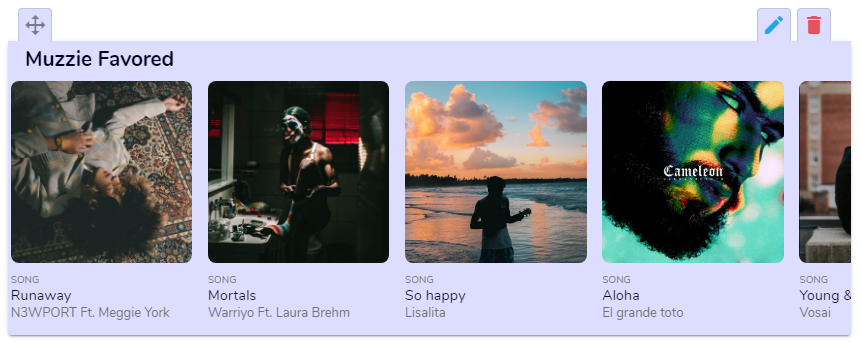 Muzzie Favored
Cameleon
SONG
Runaway
N3WPORT Ft. Meggie York
SONG
Mortals
Warriyo Ft. Laura Brehm
SONG
So happy
Lisalita
SONG
Aloha
El grande toto
SONG
Young &
Vosai